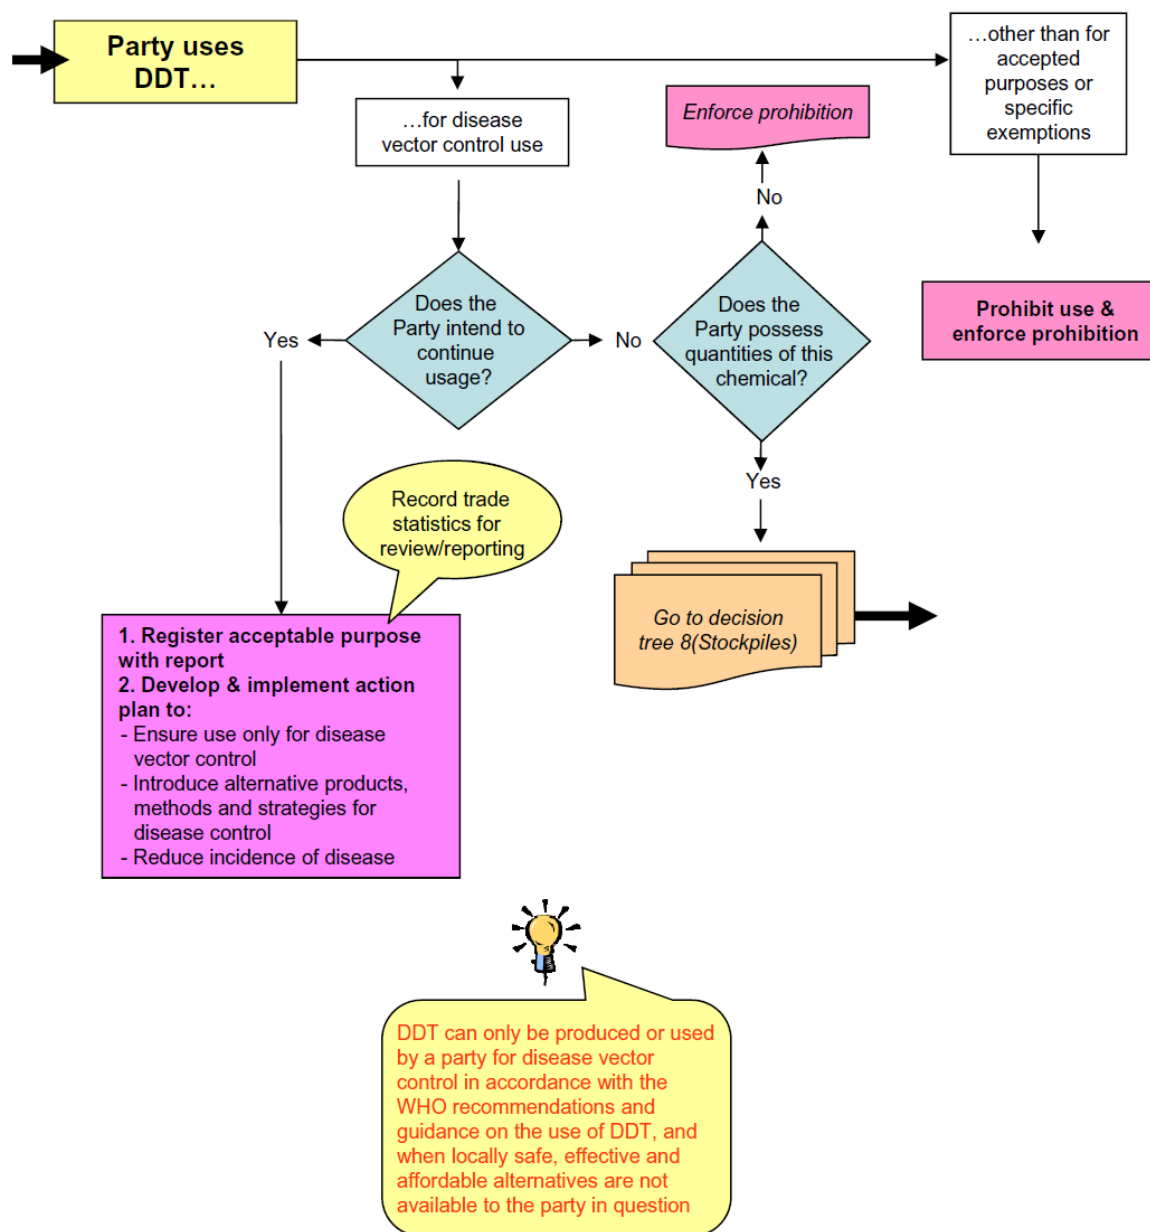 Party uses
DDT…
…for disease
vector control use
Enforce prohibition
…other than for
accepted
purposes or
specific
exemptions
No
Does the
Party intend to
continue
usage?
Yes
No
Does the
Party possess
quantities of this
chemical?
Prohibit use &
enforce prohibition
Yes
Record trade
statistics for
review/reporting
Go to decision
tree 8(Stockpiles)
1. Register acceptable purpose
with report
2. Develop & implement action
plan to:
- Ensure use only for disease
vector control
- Introduce alternative products,
methods and strategies for
disease control
- Reduce incidence of disease
DDT can only be produced or used
by a party for disease vector
control in accordance with the
WHO recommendations and
guidance on the use of DDT, and
when locally safe, effective and
affordable alternatives are not
available to the party in question